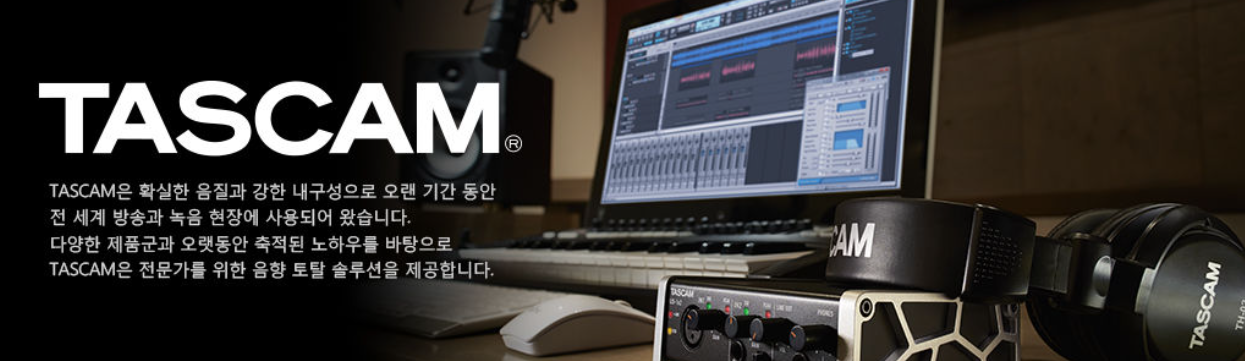 TASCAM®
TASCAM은 확실한 음질과 강한 내구성으로 오랜 기간 동안
전 세계 방송과 녹음 현장에 사용되어 왔습니다.
다양한 제품군과 오랫동안 축적된 노하우를 바탕으로
TASCAM은 전문가를 위한 음향 토탈 솔루션을 제공합니다.
CAM
TASCAM
PHONES
TASCAM
TH-02